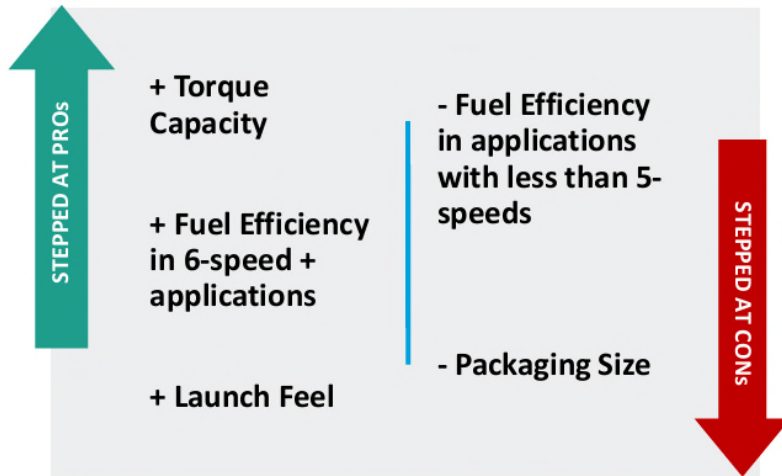 STEPPED AT PROs
+ Torque
Capacity
+ Fuel Efficiency
in 6-speed +
applications
+ Launch Feel
- Fuel Efficiency
in applications
with less than 5-
speeds
- Packaging Size
STEPPED AT CONs